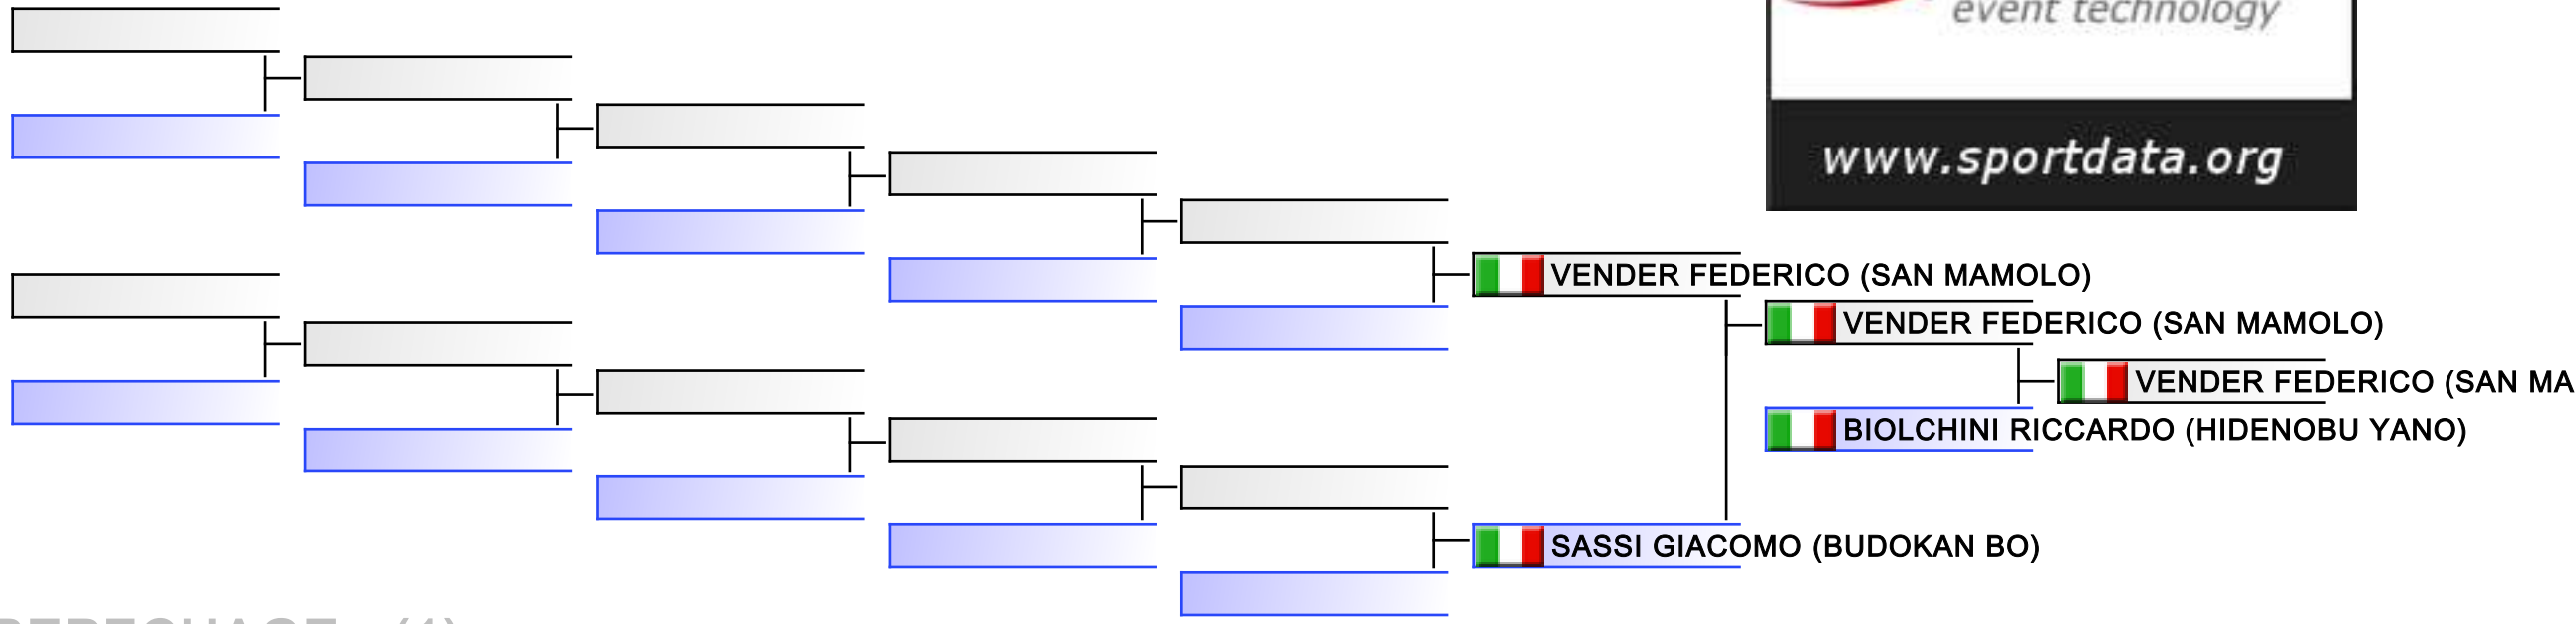 event technology
www.sportdata.org
VENDER FEDERICO (SAN MAMOLO)
VENDER FEDERICO (SAN MAMOLO)
VENDER FEDERICO (SAN MA
BIOLCHINI RICCARDO (HIDENOBU YANO)
SASSI GIACOMO (BUDOKAN BO)